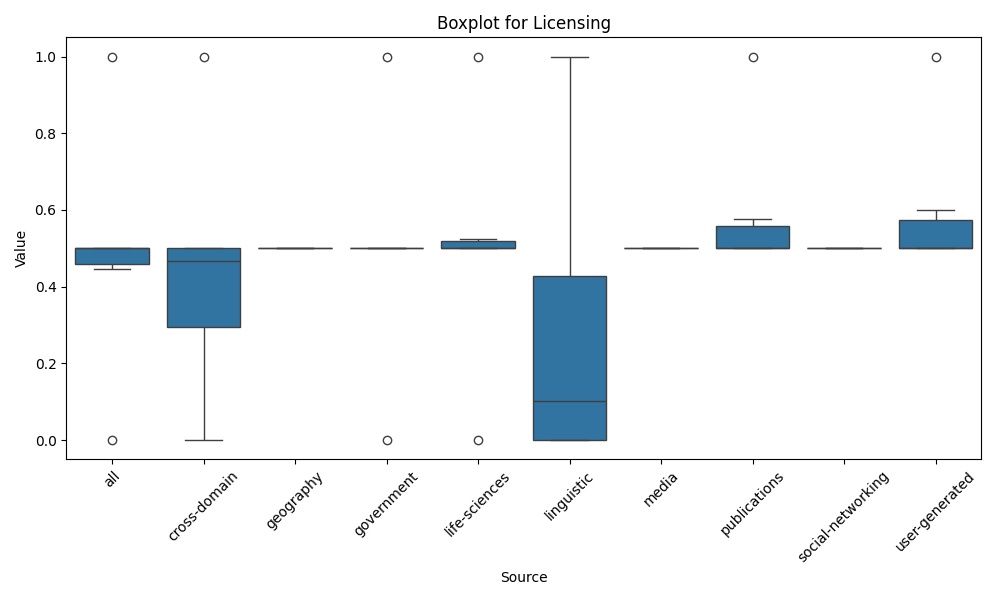 Boxplot for Licensing
Value
1.0
0.8
0.6
0.4
0.2
0.0
all
cross-domain
geography
government
life-sciences
linguistic
media
publications
social-networking
user-generated
Source